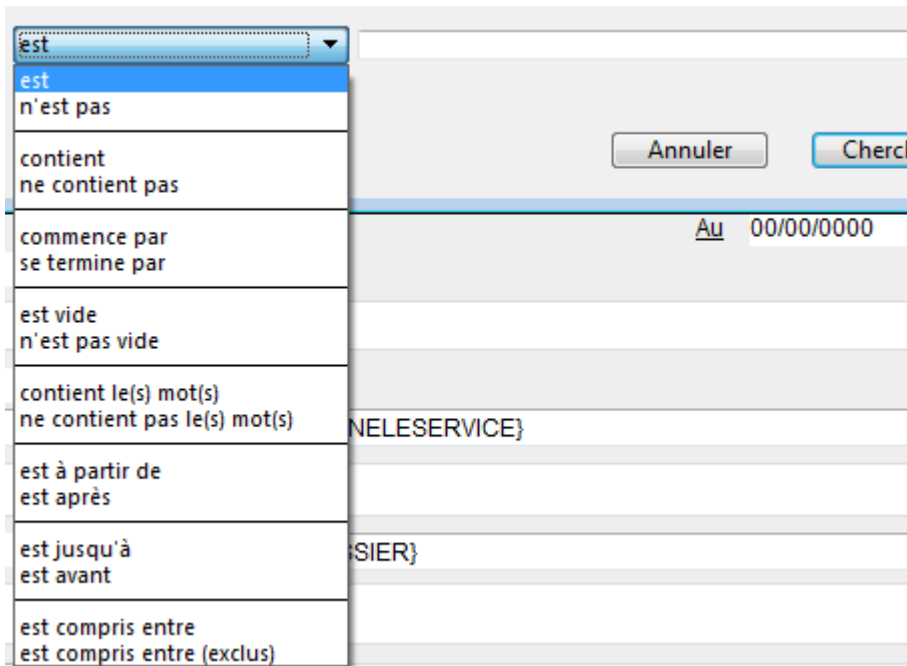 est
est
n'est pas
contient
ne contient pas
Annuler
Cherc
commence par
se termine par
Au 00/00/0000
est vide
n'est pas vide
contient le(s) mot(s)
ne contient pas le(s) mot(s)
NELESERVICE}
est à partir de
est après
est jusqu'à
est avant
SSIER}
est compris entre
est compris entre (exclus)